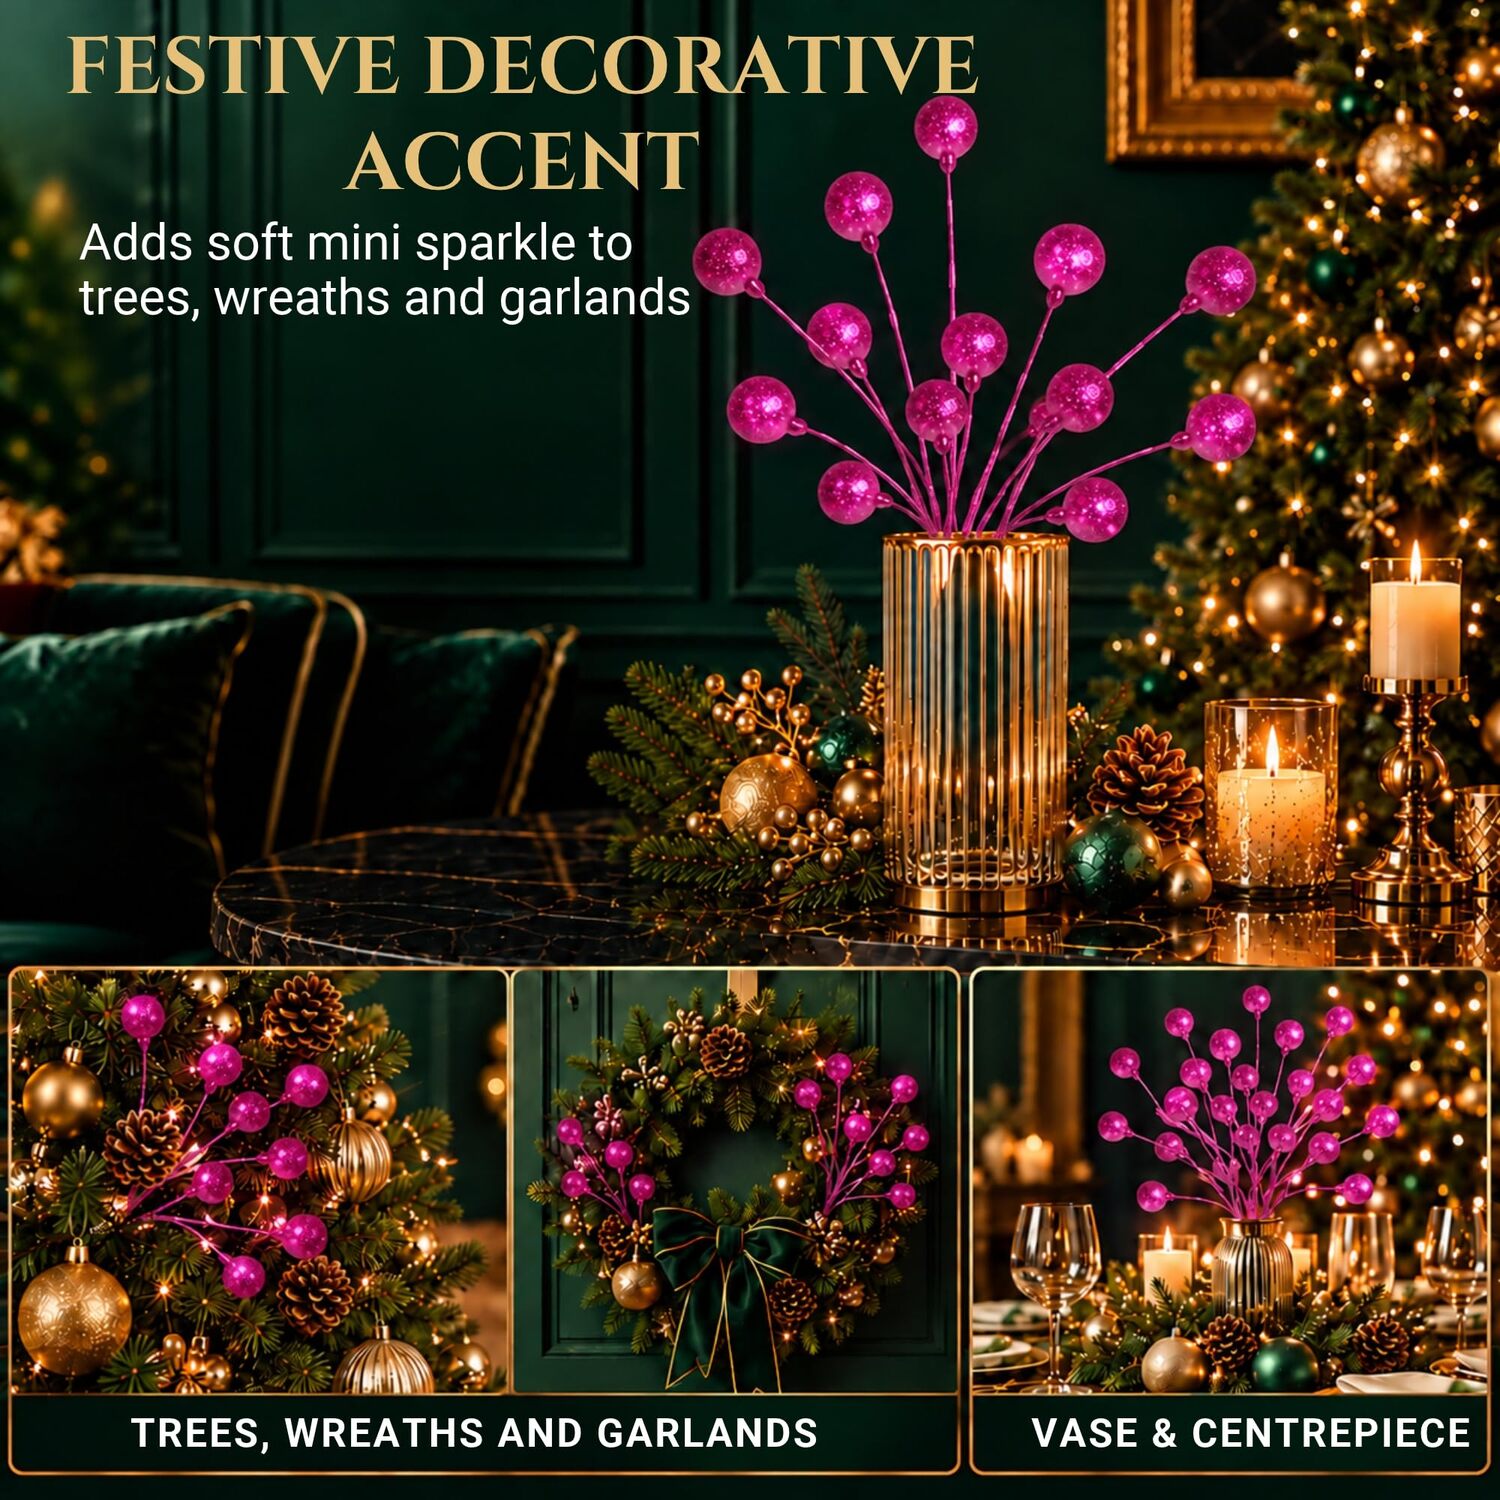 FESTIVE DECORATIVE
ACCENT
Adds soft mini sparkle to
trees, wreaths and garlands
TREES, WREATHS AND GARLANDS
VASE & CENTREPIECE